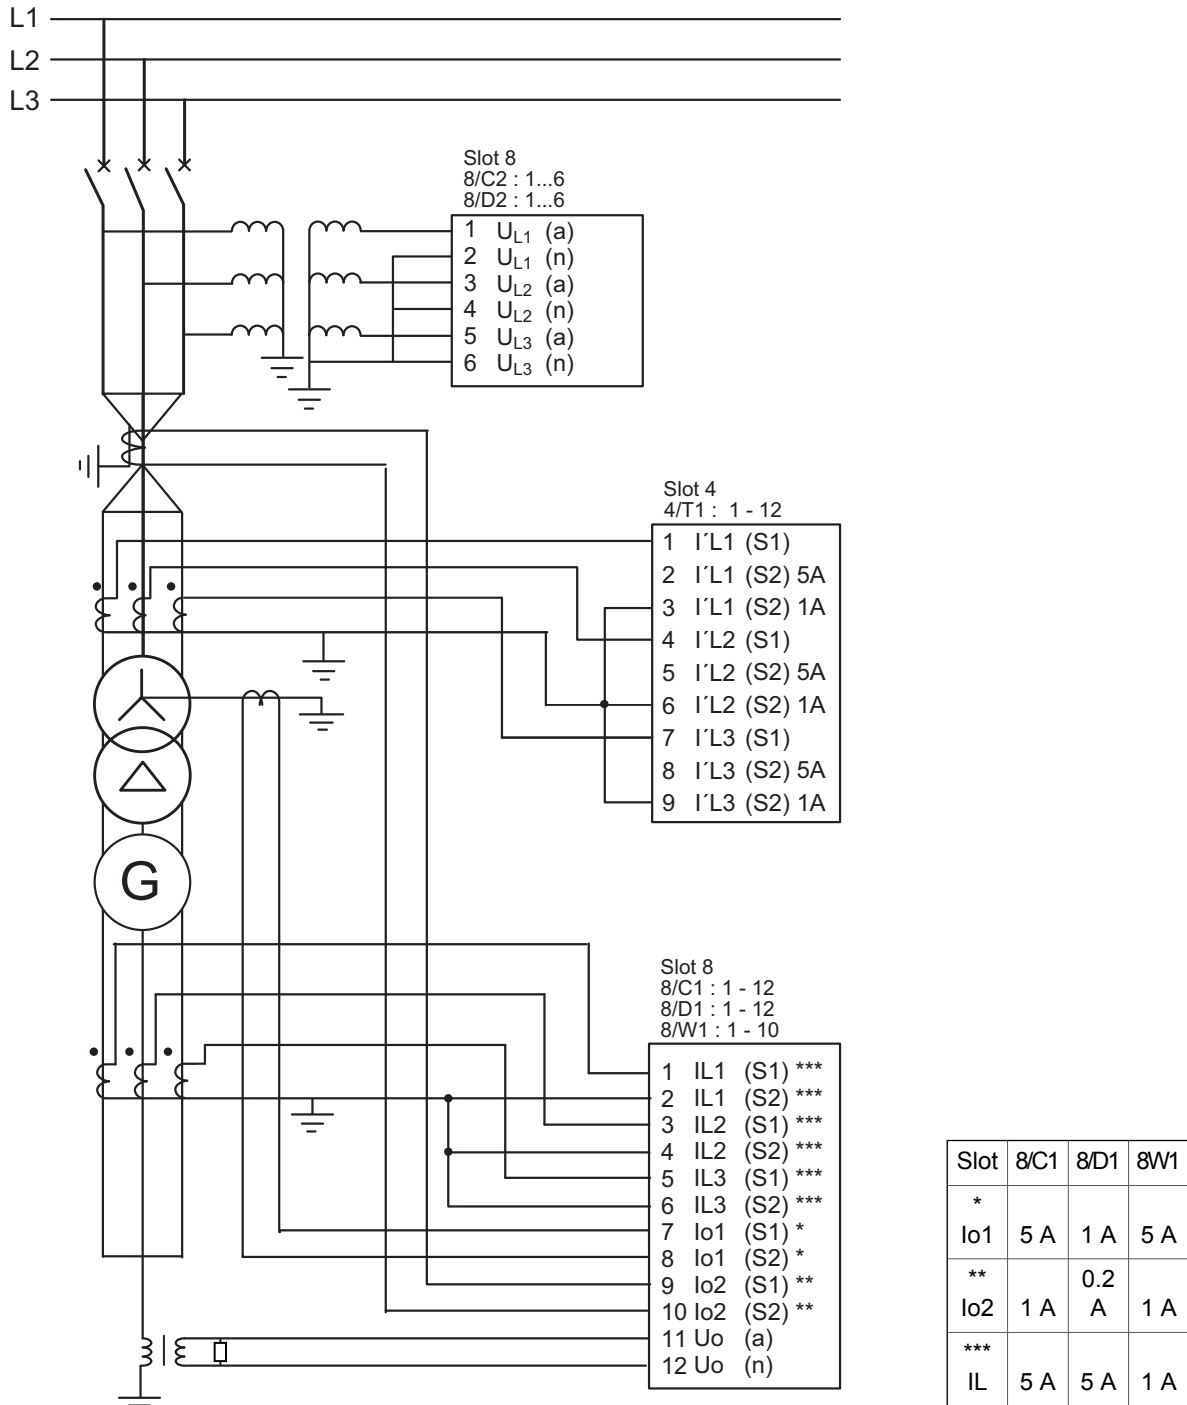 L1
L2
L3
Slot 8
8/C2 : 1...6
8/D2 : 1...6
1 UL1 (a)
2 UL1 (n)
3 UL2 (a)
4 UL2 (n)
5 UL3 (a)
6 UL3 (n)
Slot 4
4/T1 : 1 - 12
1 I´L1 (S1)
2 I´L1 (S2) 5A
3 I´L1 (S2) 1A
4 I´L2 (S1)
5 I´L2 (S2) 5A
6 I´L2 (S2) 1A
7 I´L3 (S1)
8 I´L3 (S2) 5A
9 I´L3 (S2) 1A
G
Slot 8
8/C1 : 1 - 12
8/D1 : 1 - 12
8/W1 : 1 - 10
1 IL1 (S1) ***
2 IL1 (S2) ***
3 IL2 (S1) ***
4 IL2 (S2) ***
5 IL3 (S1) ***
6 IL3 (S2) ***
7 Io1 (S1) *
8 Io1 (S2) *
9 Io2 (S1) **
10 Io2 (S2) **
11 Uo (a)
12 Uo (n)
Slot 8/C1 8/D1 8W1
*
Io1 5 A 1 A 5 A
** 0.2
Io2 1 A A 1 A
***
IL 5 A 5 A 1 A